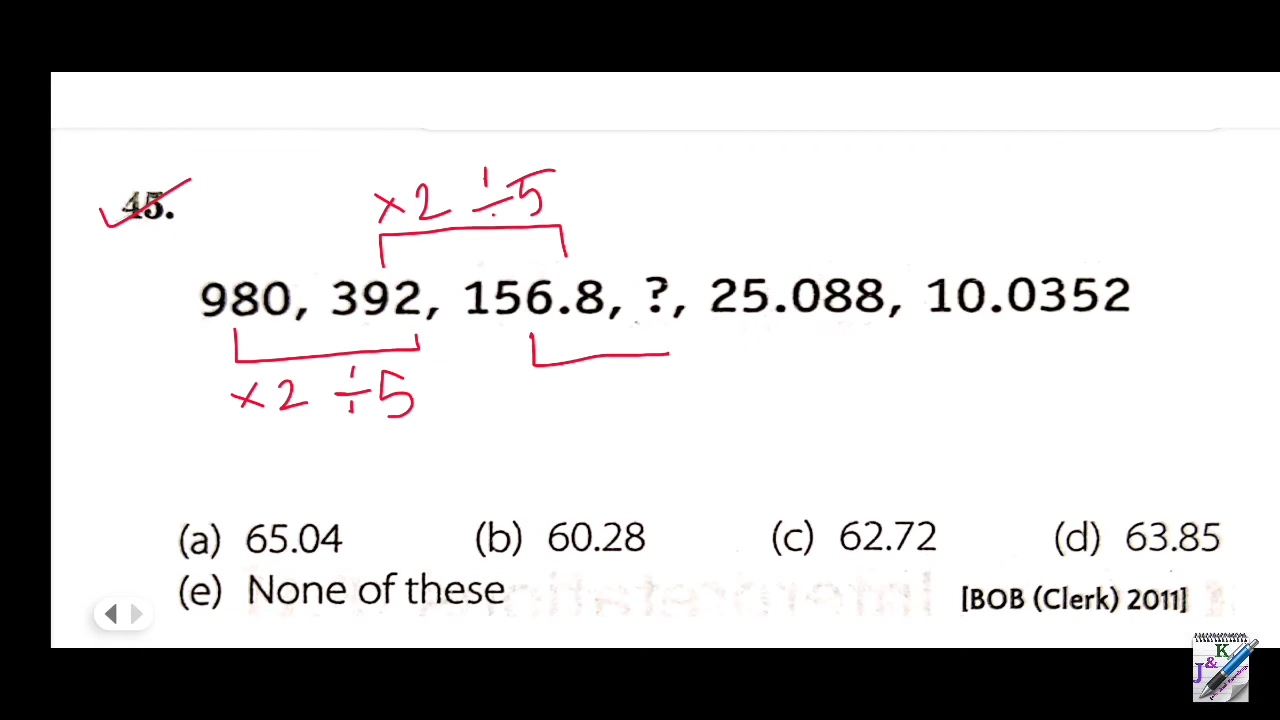 45.
×2 ÷5
980, 392, 156.8, ?, 25.088, 10.0352
×2 ÷5
(a) 65.04 (b) 60.28 (c) 62.72 (d) 63.85
(e) None of these
[BOB (Clerk) 2011]
J&K